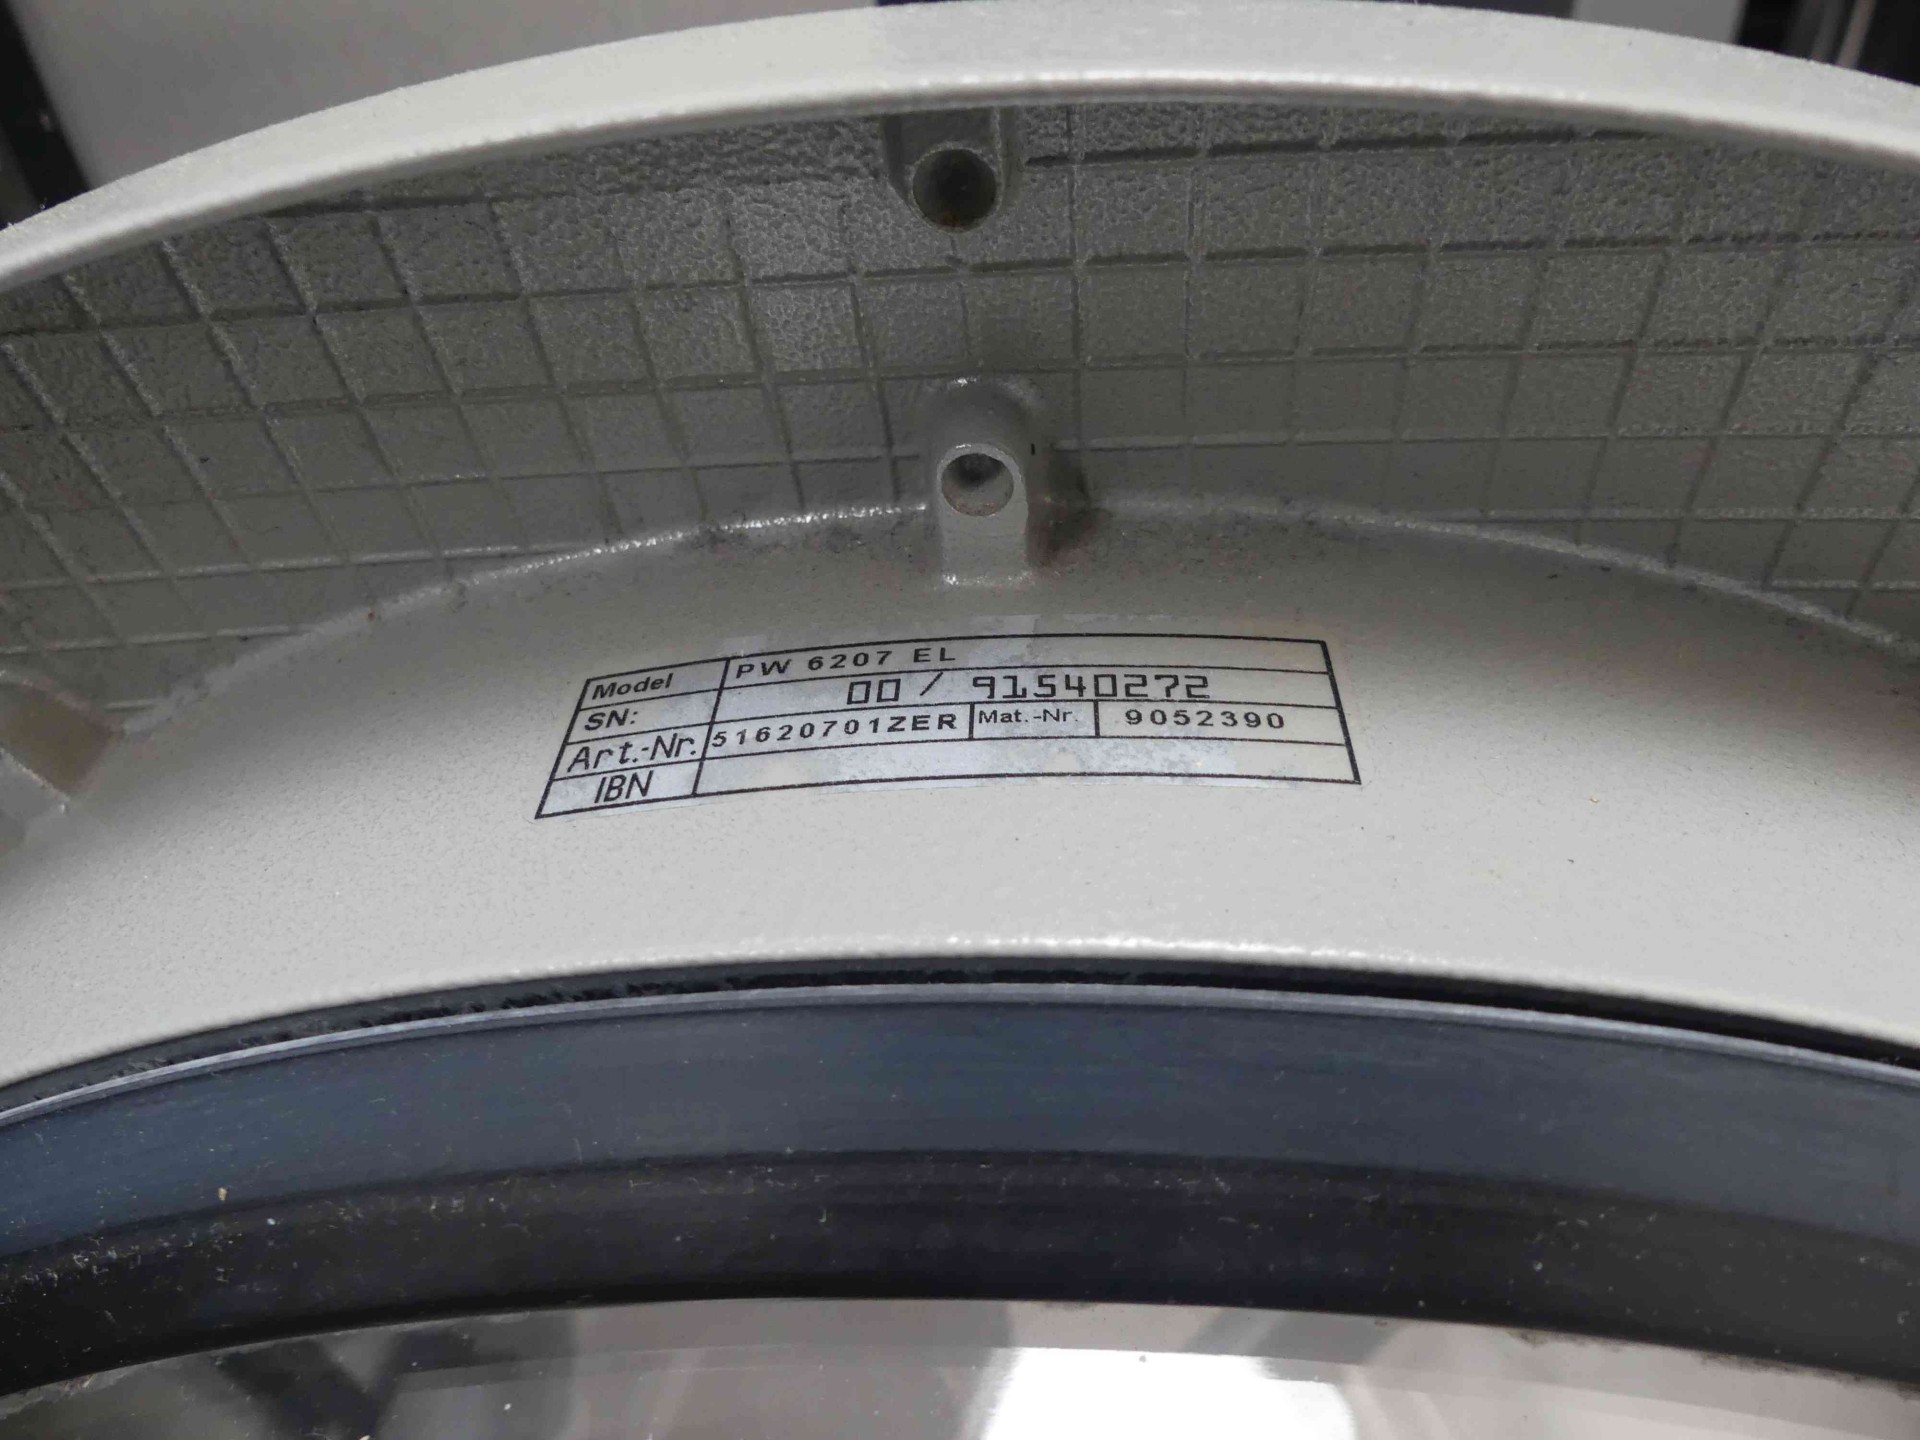 Model PW 6207 EL
SN: 00 / 91540272
Art.-Nr. 51620701ZER Mat.-Nr. 9052390
IBN